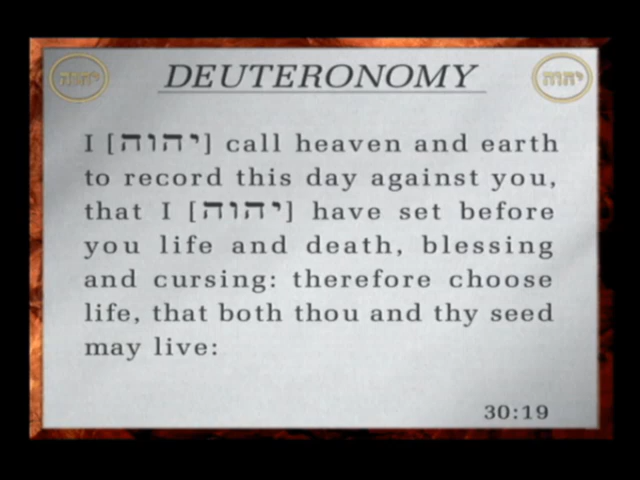 יהוה DEUTERONOMY יהוה
I [יהוה] call heaven and earth
to record this day against you,
that I [יהוה] have set before
you life and death, blessing
and cursing: therefore choose
life, that both thou and thy seed
may live:
30:19